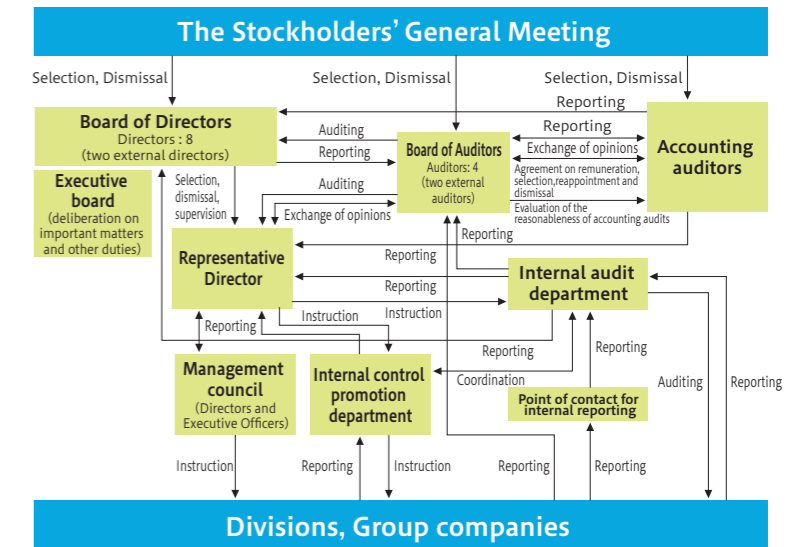 The Stockholders' General Meeting
Selection, Dismissal
Selection, Dismissal
Selection, Dismissal
Board of Directors
Directors : 8
(two external directors)
Auditing
Reporting
Reporting
Board of Auditors
Auditors: 4
(two external
auditors)
Reporting
Exchange of opinions
Agreement on remuneration,
selection,reappointment and
dismissal
Evaluation of the
reasonableness of accounting audits
Accounting
auditors
Executive
board
(deliberation on
important matters
and other duties)
Selection,
dismissal,
supervision
Auditing
Exchange of opinions
Reporting
Representative
Director
Reporting
Reporting
Internal audit
department
Instruction
Instruction
Reporting
Reporting
Reporting
Coordination
Management
council
(Directors and
Executive Officers)
Internal control
promotion
department
Point of contact for
internal reporting
Auditing
Reporting
Instruction
Reporting
Instruction
Reporting
Reporting
Divisions, Group companies